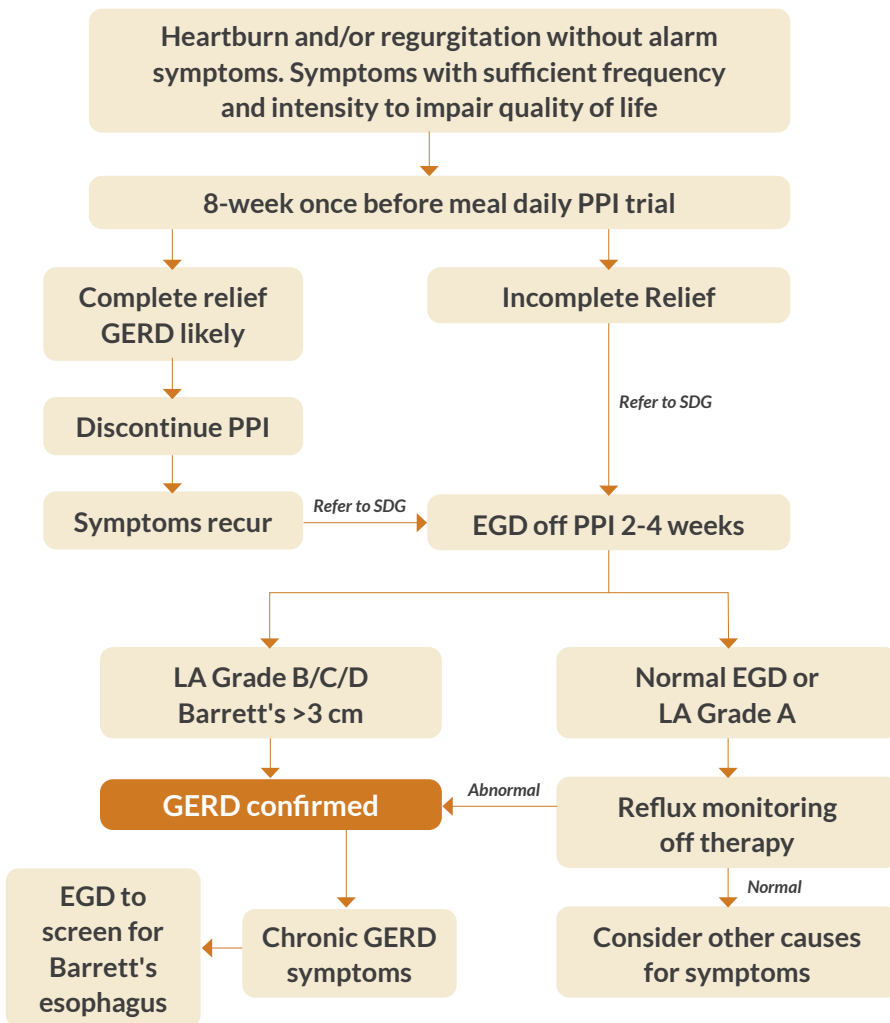 Heartburn and/or regurgitation without alarm
symptoms. Symptoms with sufficient frequency
and intensity to impair quality of life
8-week once before meal daily PPI trial
Complete relief
GERD likely
Incomplete Relief
Refer to SDG
Discontinue PPI
Symptoms recur
Refer to SDG
EGD off PPI 2-4 weeks
LA Grade B/C/D
Barrett's >3 cm
Normal EGD or
LA Grade A
GERD confirmed
Abnormal
Reflux monitoring
off therapy
Normal
EGD to
screen for
Barrett's
esophagus
Chronic GERD
symptoms
Consider other causes
for symptoms